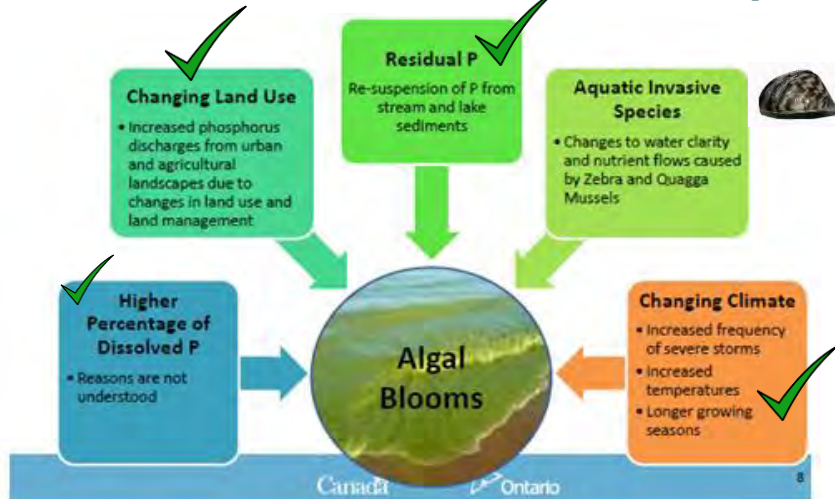 Changing Land Use
• Increased phosphorus
discharges from urban
and agricultural
landscapes due to
changes in land use and
land management
Residual P
Re-suspension of P from
stream and lake
sediments
Aquatic Invasive
Species
• Changes to water clarity
and nutrient flows caused
by Zebra and Quagga
Mussels
Higher
Percentage of
Dissolved P
• Reasons are not
understood
Algal
Blooms
Changing Climate
• Increased frequency
of severe storms
• Increased
temperatures
• Longer growing
seasons
Canada
Ontario
8